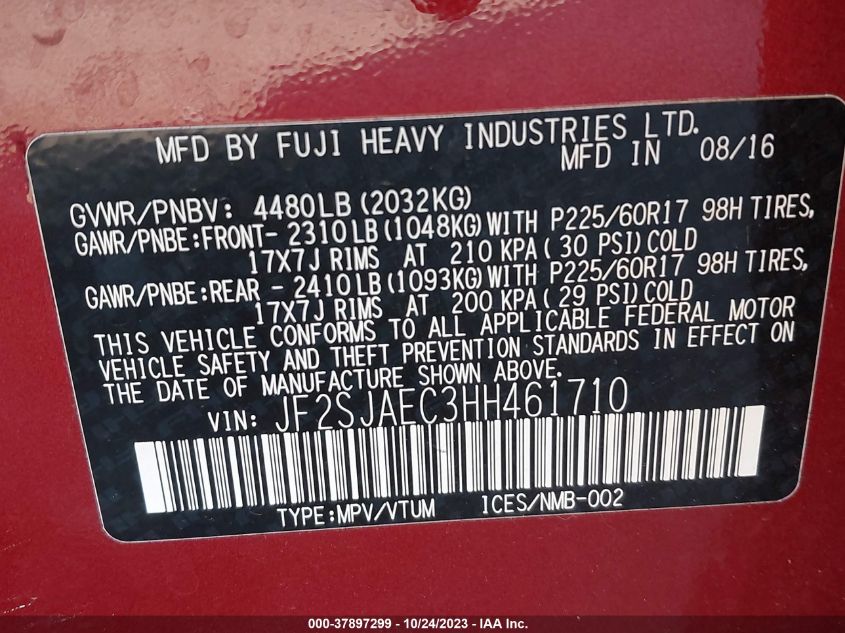 MFD BY FUJI HEAVY INDUSTRIES LTD.
MFD IN 08/16
GVWR/PNBV: 4480LB (2032KG)
GAWR/PNBE:FRONT- 2310LB (1048KG) WITH P225/60R17 98H TIRES,
17X7J RIMS AT 210 KPA( 30 PSI) COLD
GAWR/PNBE:REAR - 2410LB (1093KG) WITH P225/60R17 98H TIRES,
17X7J RIMS AT 200 KPA( 29 PSI) COLD
THIS VEHICLE CONFORMS TO ALL APPLICABLE FEDERAL MOTOR
VEHICLE SAFETY AND THEFT PREVENTION STANDARDS IN EFFECT ON
THE DATE OF MANUFACTURE SHOWN ABOVE.
VIN: JF2SJAEC3HH461710
TYPE:MPV/VTUM ICES/NMB-002
000-37897299 - 10/24/2023 - IAA Inc.